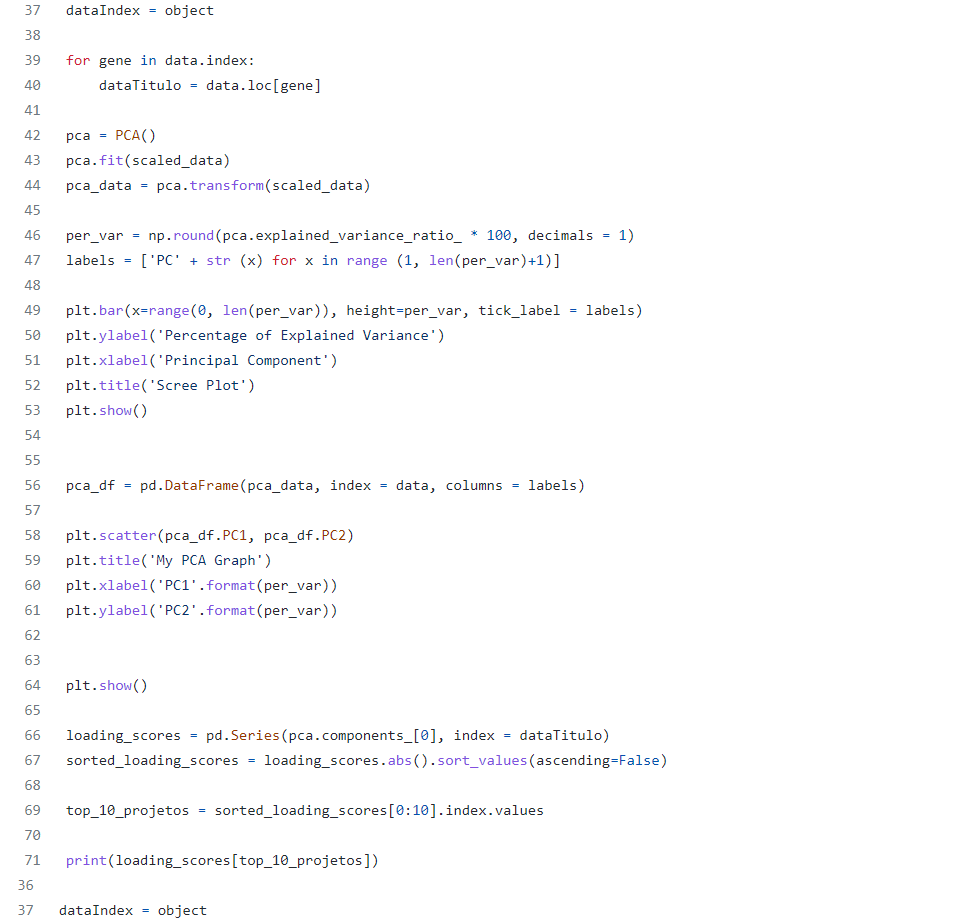 37 dataIndex = object
38
39 for gene in data.index:
40     dataTitulo = data.loc[gene]
41
42 pca = PCA()
43 pca.fit(scaled_data)
44 pca_data = pca.transform(scaled_data)
45
46 per_var = np.round(pca.explained_variance_ratio_ * 100, decimals = 1)
47 labels = ['PC' + str (x) for x in range (1, len(per_var)+1)]
48
49 plt.bar(x=range(0, len(per_var)), height=per_var, tick_label = labels)
50 plt.ylabel('Percentage of Explained Variance')
51 plt.xlabel('Principal Component')
52 plt.title('Scree Plot')
53 plt.show()
54
55
56 pca_df = pd.DataFrame(pca_data, index = data, columns = labels)
57
58 plt.scatter(pca_df.PC1, pca_df.PC2)
59 plt.title('My PCA Graph')
60 plt.xlabel('PC1'.format(per_var))
61 plt.ylabel('PC2'.format(per_var))
62
63
64 plt.show()
65
66 loading_scores = pd.Series(pca.components_[0], index = dataTitulo)
67 sorted_loading_scores = loading_scores.abs().sort_values(ascending=False)
68
69 top_10_projetos = sorted_loading_scores[0:10].index.values
70
71 print(loading_scores[top_10_projetos])
36
37 dataIndex = object